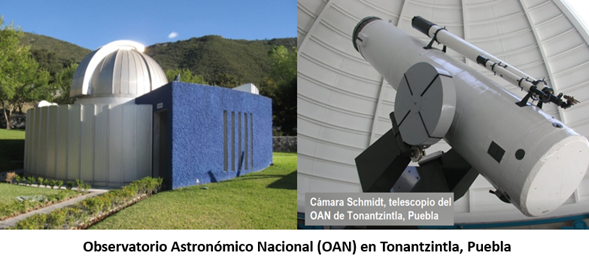 Cámara Schmidt, telescopio del
OAN de Tonantzintla, Puebla
Observatorio Astronómico Nacional (OAN) en Tonantzintla, Puebla